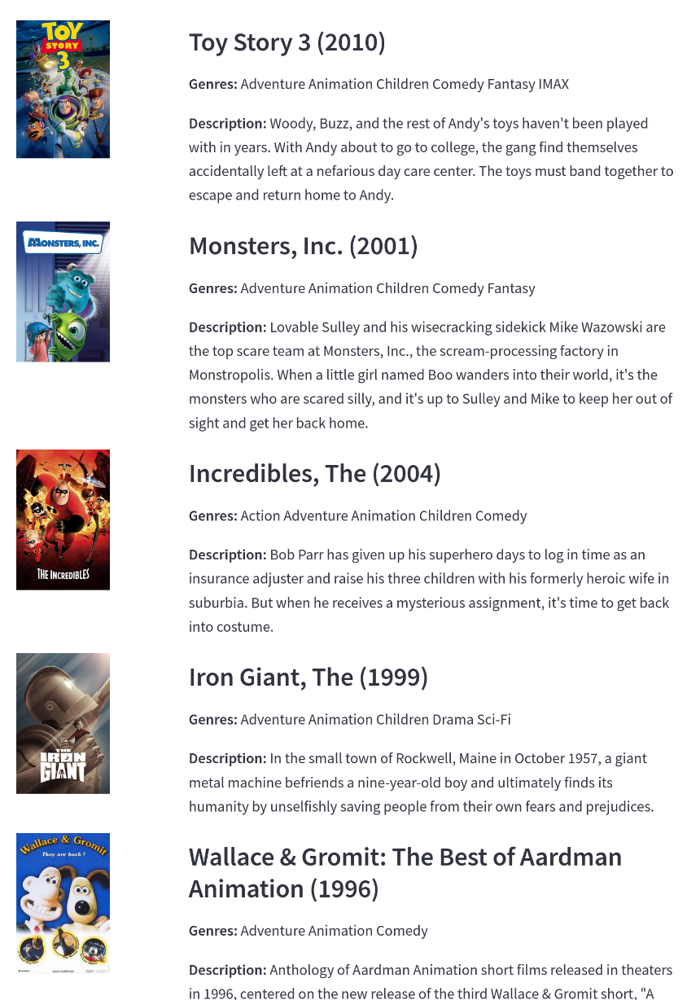 TOY
STORY
3
Toy Story 3 (2010)
Genres: Adventure Animation Children Comedy Fantasy IMAX
Description: Woody, Buzz, and the rest of Andy's toys haven't been played
with in years. With Andy about to go to college, the gang find themselves
accidentally left at a nefarious day care center. The toys must band together to
escape and return home to Andy.
MONSTERS, INC.
Monsters, Inc. (2001)
Genres: Adventure Animation Children Comedy Fantasy
Description: Lovable Sulley and his wisecracking sidekick Mike Wazowski are
the top scare team at Monsters, Inc., the scream-processing factory in
Monstropolis. When a little girl named Boo wanders into their world, it's the
monsters who are scared silly, and it's up to Sulley and Mike to keep her out of
sight and get her back home.
THE INCREDIBLES
Incredibles, The (2004)
Genres: Action Adventure Animation Children Comedy
Description: Bob Parr has given up his superhero days to log in time as an
insurance adjuster and raise his three children with his formerly heroic wife in
suburbia. But when he receives a mysterious assignment, it's time to get back
into costume.
THE
IRON
GIANT
Iron Giant, The (1999)
Genres: Adventure Animation Children Drama Sci-Fi
Description: In the small town of Rockwell, Maine in October 1957, a giant
metal machine befriends a nine-year-old boy and ultimately finds its
humanity by unselfishly saving people from their own fears and prejudices.
Wallace & Gromit
They are back !
Wallace & Gromit: The Best of Aardman
Animation (1996)
Genres: Adventure Animation Comedy
Description: Anthology of Aardman Animation short films released in theaters
in 1996, centered on the new release of the third Wallace & Gromit short, "A